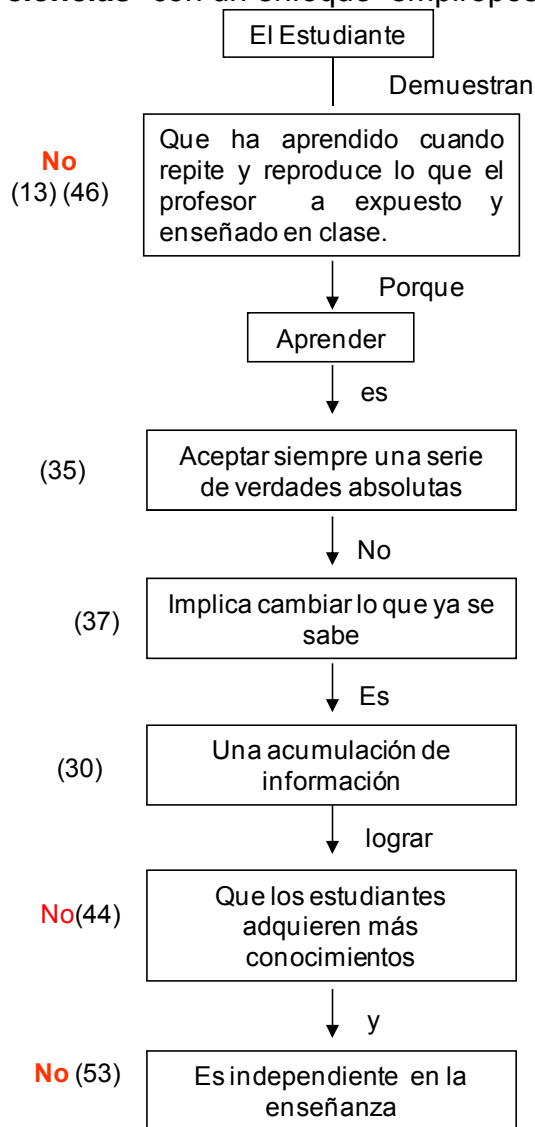 ciencias" con un enfoque "empiropos
El Estudiante
Demuestran
No
(13) (46)
Que ha aprendido cuando
repite y reproduce lo que el
profesor a expuesto y
enseñado en clase.
Porque
Aprender
es
(35)
Aceptar siempre una serie
de verdades absolutas
No
(37)
Implica cambiar lo que ya se
sabe
Es
(30)
Una acumulación de
información
lograr
No(44)
Que los estudiantes
adquieren más
conocimientos
y
No (53)
Es independiente en la
enseñanza